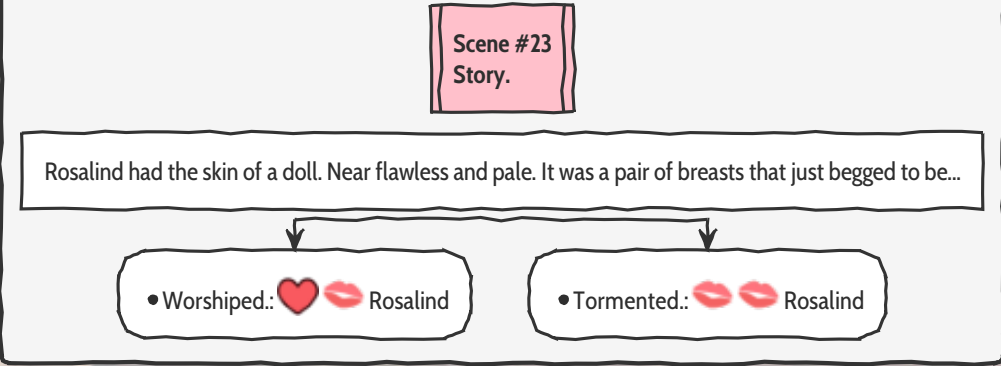 Scene #23
Story.
Rosalind had the skin of a doll. Near flawless and pale. It was a pair of breasts that just begged to be...
•Worshiped.:❤️💋 Rosalind
•Tormented.:💋💋 Rosalind